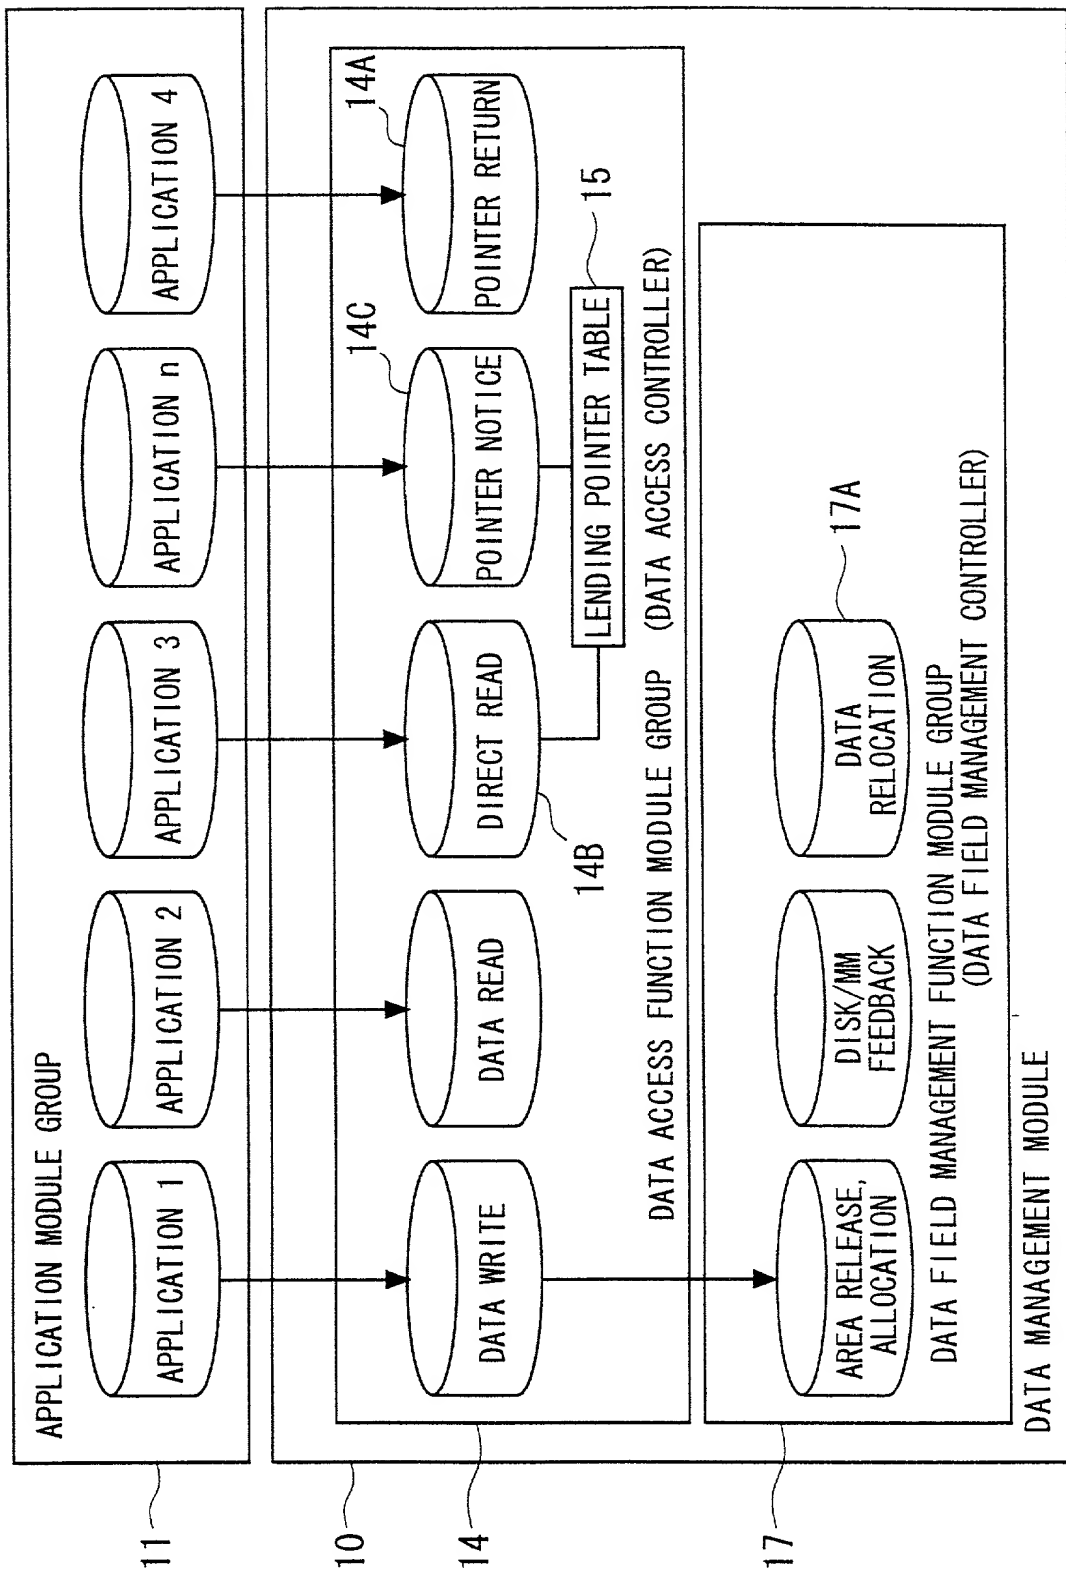 APPLICATION MODULE GROUP
11
APPLICATION 1
APPLICATION 2
APPLICATION 3
APPLICATION n
APPLICATION 4
10
14
DATA WRITE
DATA READ
DIRECT READ
14B
POINTER NOTICE
14C
POINTER RETURN
14A
LENDING POINTER TABLE
15
DATA ACCESS FUNCTION MODULE GROUP (DATA ACCESS CONTROLLER)
17
AREA RELEASE,
ALLOCATION
DISK/MM
FEEDBACK
DATA
RELOCATION
17A
DATA FIELD MANAGEMENT FUNCTION MODULE GROUP
(DATA FIELD MANAGEMENT CONTROLLER)
DATA MANAGEMENT MODULE